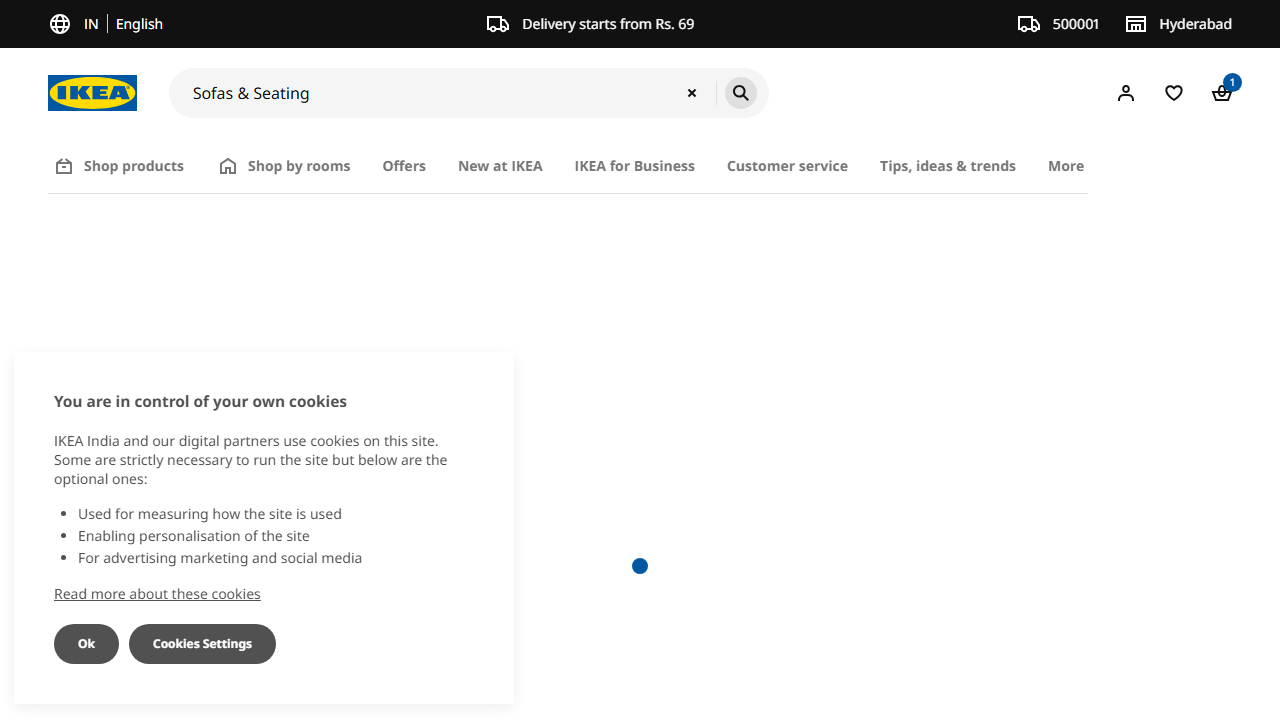 IN English
Delivery starts from Rs. 69
500001
Hyderabad
IKEA
Sofas & Seating
1
Shop products
Shop by rooms
Offers
New at IKEA
IKEA for Business
Customer service
Tips, ideas & trends
More
You are in control of your own cookies
IKEA India and our digital partners use cookies on this site.
Some are strictly necessary to run the site but below are the
optional ones:
Used for measuring how the site is used
Enabling personalisation of the site
For advertising marketing and social media
Read more about these cookies
Ok
Cookies Settings